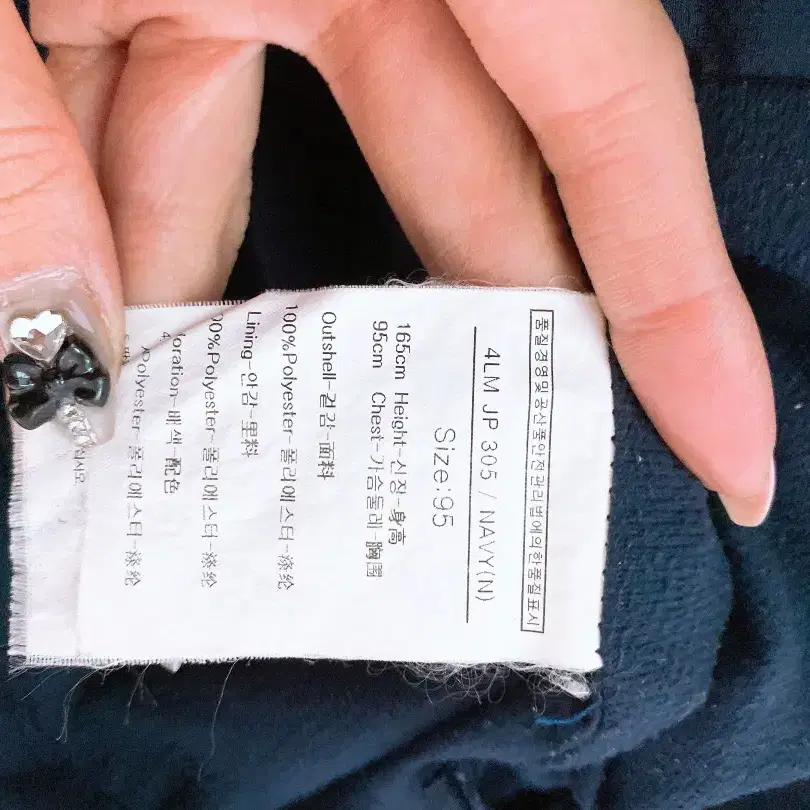 품질경영및공산품안전관리법에의한품질표시
4LM JP 305 / NAVY(N)
Size:95
165cm Height-신장-身高
95cm Chest-가슴둘레-胸围
Outshell-겉감-面料
100%Polyester-폴리에스터-涤纶
Lining-안감-里料
00%Polyester-폴리에스터-涤纶
oration-배색-配色
olyester-폴리에스터-涤纶
십시오